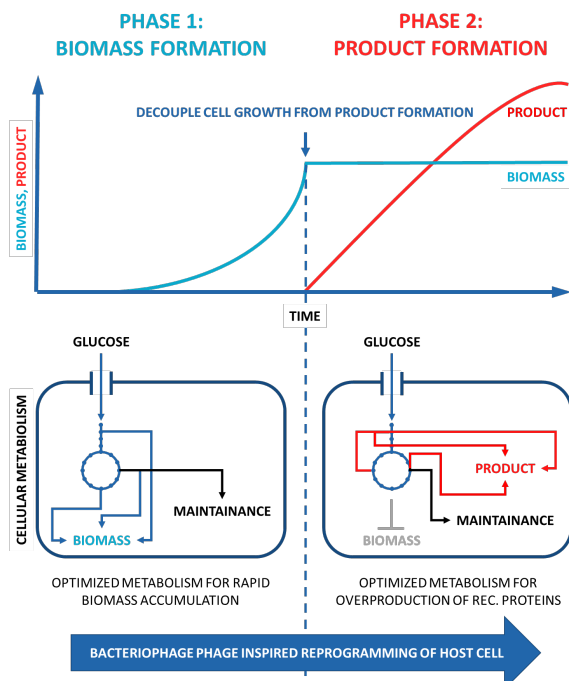 PHASE 1:
BIOMASS FORMATION
PHASE 2:
PRODUCT FORMATION
DECOUPLE CELL GROWTH FROM PRODUCT FORMATION
PRODUCT
BIOMASS
BIOMASS, PRODUCT
TIME
GLUCOSE
GLUCOSE
CELLULAR METABOLISM
MAINTAINANCE
BIOMASS
PRODUCT
MAINTAINANCE
BIOMASS
OPTIMIZED METABOLISM FOR RAPID
BIOMASS ACCUMULATION
OPTIMIZED METABOLISM FOR
OVERPRODUCTION OF REC. PROTEINS
BACTERIOPHAGE PHAGE INSPIRED REPROGRAMMING OF HOST CELL